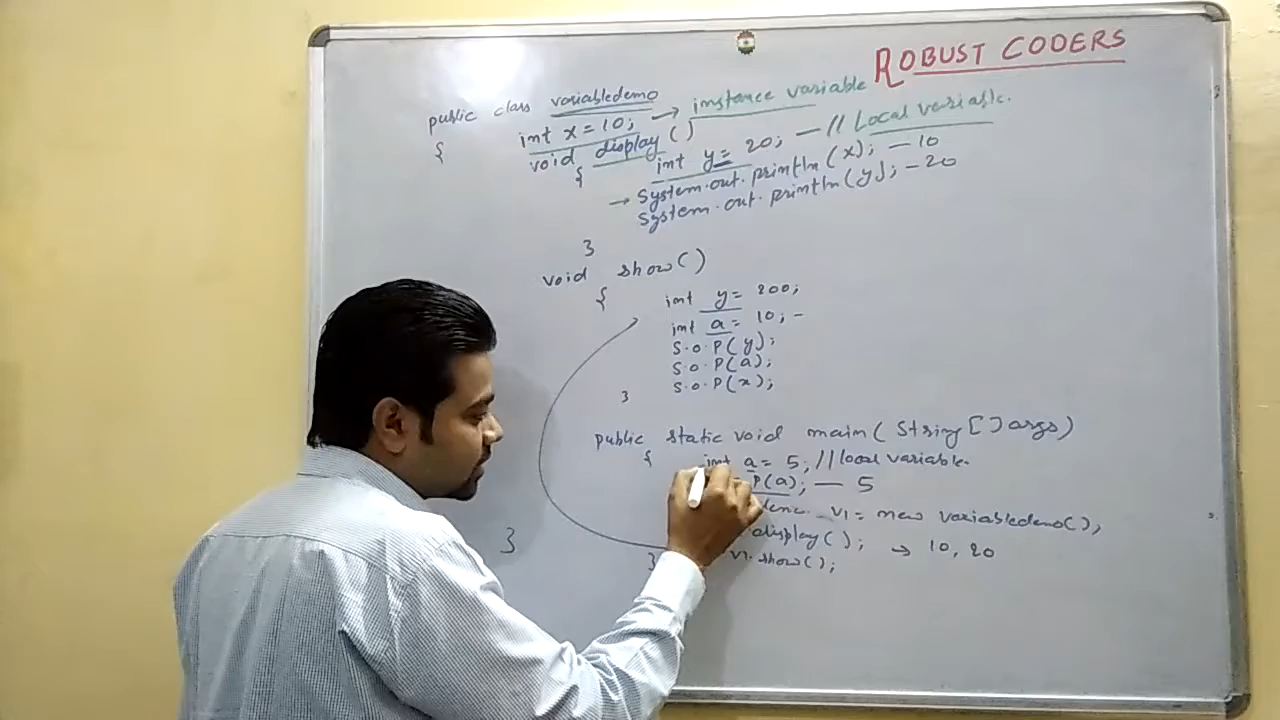 ROBUST CODERS
public class variabledemo
{ int x = 10; → instance variable
void display()
{ int y = 20; — // Local variable.
→ System.out.println(x); — 10
System.out.println(y); — 20
}
void show()
{ int y = 200;
int a = 10; –
S.O.P(y);
S.O.P(a);
S.O.P(x);
}
public static void main(String[] args)
{ int a = 5; // local variable.
P(a); — 5
v1 = new variabledemo();
display(); → 10, 20
} v1.show();
}